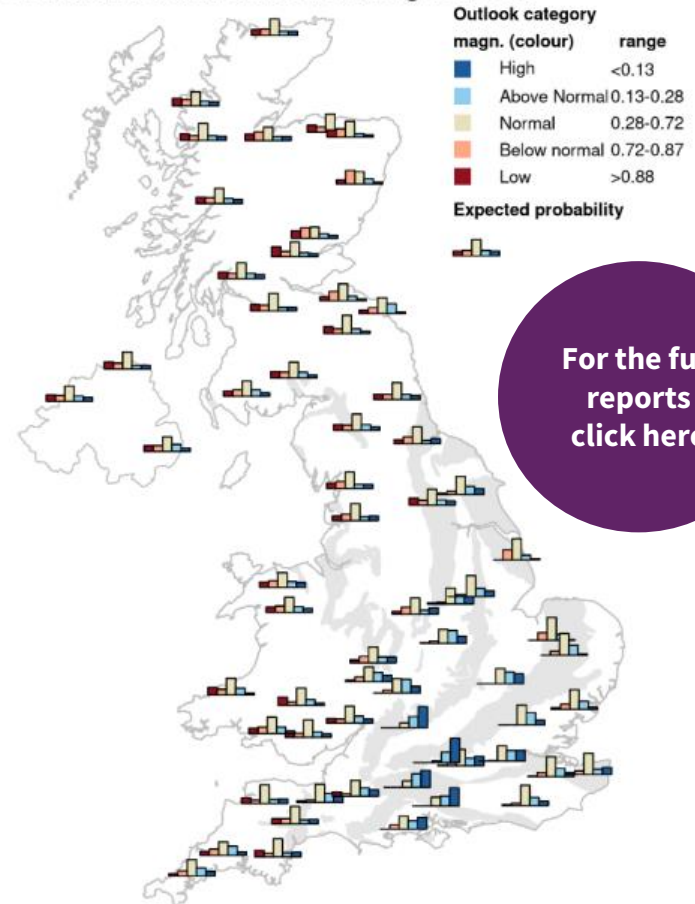 Outlook category
magn. (colour) range
High <0.13
Above Normal 0.13-0.28
Normal 0.28-0.72
Below normal 0.72-0.87
Low >0.88
Expected probability
For the fu
reports
click here